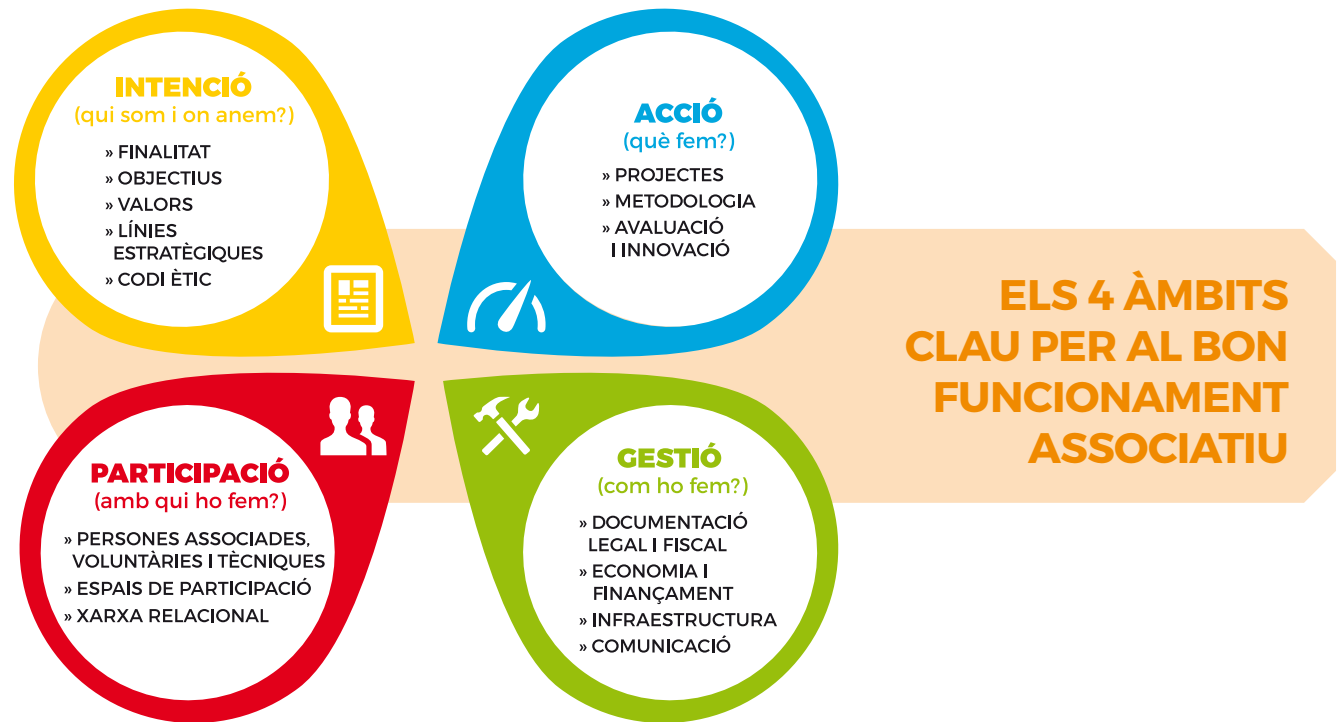 INTENCIÓ
(qui som i on anem?)
» FINALITAT
» OBJECTIUS
» VALORS
» LÍNIES
ESTRATÈGIQUES
» CODI ÈTIC
ACCIÓ
(què fem?)
» PROJECTES
» METODOLOGIA
» AVALUACIÓ
I INNOVACIÓ
PARTICIPACIÓ
(amb qui ho fem?)
» PERSONES ASSOCIADES,
VOLUNTÀRIES I TÈCNIQUES
» ESPAIS DE PARTICIPACIÓ
» XARXA RELACIONAL
GESTIÓ
(com ho fem?)
» DOCUMENTACIÓ
LEGAL I FISCAL
» ECONOMIA I
FINANÇAMENT
» INFRAESTRUCTURA
» COMUNICACIÓ
ELS 4 ÀMBITS
CLAU PER AL BON
FUNCIONAMENT
ASSOCIATIU